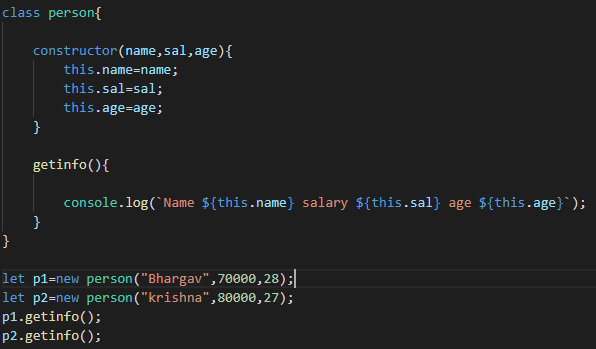 class person{
constructor(name,sal,age){
this.name=name;
this.sal=sal;
this.age=age;
}
getinfo(){
console.log(`Name ${this.name} salary ${this.sal} age ${this.age}`);
}
}
let p1=new person("Bhargav",70000,28);
let p2=new person("krishna",80000,27);
p1.getinfo();
p2.getinfo();